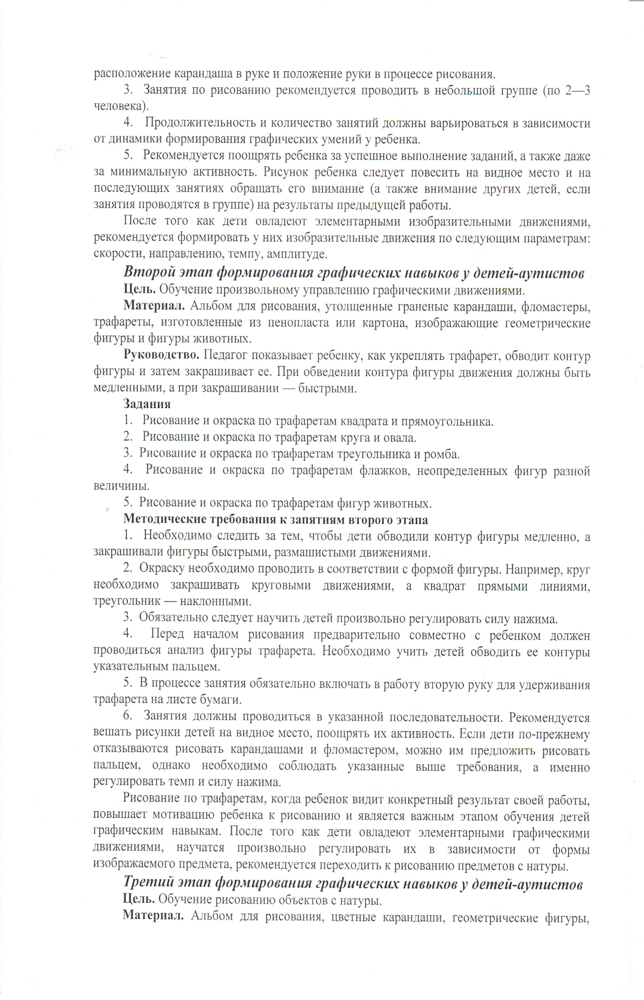 расположение карандаша в руке и положение руки в процессе рисования.
3. Занятия по рисованию рекомендуется проводить в небольшой группе (по 2—3
человека).
4. Продолжительность и количество занятий должны варьироваться в зависимости
от динамики формирования графических умений у ребенка.
5. Рекомендуется поощрять ребенка за успешное выполнение заданий, а также даже
за минимальную активность. Рисунок ребенка следует повесить на видное место и на
последующих занятиях обращать его внимание (а также внимание других детей, если
занятия проводятся в группе) на результаты предыдущей работы.
После того как дети овладеют элементарными изобразительными движениями,
рекомендуется формировать у них изобразительные движения по следующим параметрам:
скорости, направлению, темпу, амплитуде.
Второй этап формирования графических навыков у детей-аутистов
Цель. Обучение произвольному управлению графическими движениями.
Материал. Альбом для рисования, утолщенные граненые карандаши, фломастеры,
трафареты, изготовленные из пенопласта или картона, изображающие геометрические
фигуры и фигуры животных.
Руководство. Педагог показывает ребенку, как укреплять трафарет, обводит контур
фигуры и затем закрашивает ее. При обведении контура фигуры движения должны быть
медленными, а при закрашивании — быстрыми.
Задания
1. Рисование и окраска по трафаретам квадрата и прямоугольника.
2. Рисование и окраска по трафаретам круга и овала.
3. Рисование и окраска по трафаретам треугольника и ромба.
4. Рисование и окраска по трафаретам флажков, неопределенных фигур разной
величины.
5. Рисование и окраска по трафаретам фигур животных.
Методические требования к запятиям второго этапа
1. Необходимо следить за тем, чтобы дети обводили контур фигуры медленно, а
закрашивали фигуры быстрыми, размашистыми движениями.
2. Окраску необходимо проводить в соответствии с формой фигуры. Например, круг
необходимо закрашивать круговыми движениями, а квадрат прямыми линиями,
треугольник — наклонными.
3. Обязательно следует научить детей произвольно регулировать силу нажима.
4. Перед началом рисования предварительно совместно с ребенком должен
проводиться анализ фигуры трафарета. Необходимо учить детей обводить ее контуры
указательным пальцем.
5. В процессе занятия обязательно включать в работу вторую руку для удерживания
трафарета на листе бумаги.
6. Занятия должны проводиться в указанной последовательности. Рекомендуется
вешать рисунки детей на видное место, поощрять их активность. Если дети по-прежнему
отказываются рисовать карандашами и фломастером, можно им предложить рисовать
пальцем, однако необходимо соблюдать указанные выше требования, а именно
регулировать темп и силу нажима.
Рисование по трафаретам, когда ребенок видит конкретный результат своей работы,
повышает мотивацию ребенка к рисованию и является важным этапом обучения детей
графическим навыкам. После того как дети овладеют элементарными графическими
движениями, научатся произвольно регулировать их в зависимости от формы
изображаемого предмета, рекомендуется переходить к рисованию предметов с натуры.
Третий этап формирования графических навыков у детей-аутистов
Цель. Обучение рисованию объектов с натуры.
Материал. Альбом для рисования, цветные карандаши, геометрические фигуры,